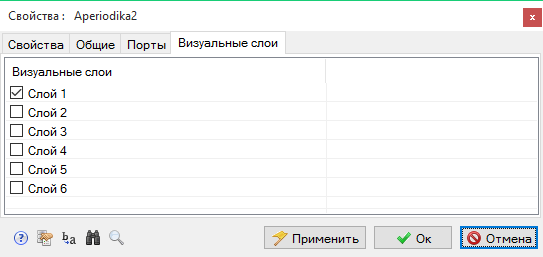 Свойства : Aperiodika2
x
Свойства Общие Порты Визуальные слои
Визуальные слои
Слой 1
Слой 2
Слой 3
Слой 4
Слой 5
Слой 6
? b a Применить Ок Отмена